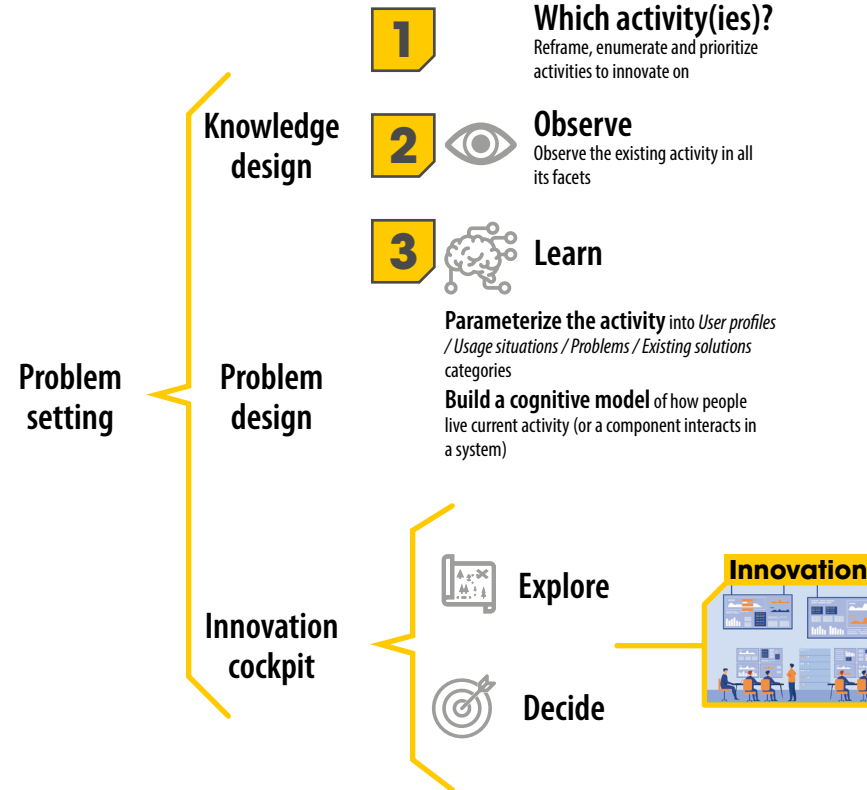 1
Which activity(ies)?
Reframe, enumerate and prioritize
activities to innovate on
Knowledge
design
2
Observe
Observe the existing activity in all
its facets
3
Learn
Parameterize the activity into User profiles
/ Usage situations / Problems / Existing solutions
categories
Build a cognitive model of how people
live current activity (or a component interacts in
a system)
Problem
setting
Problem
design
Innovation
cockpit
Explore
Decide
Innovation